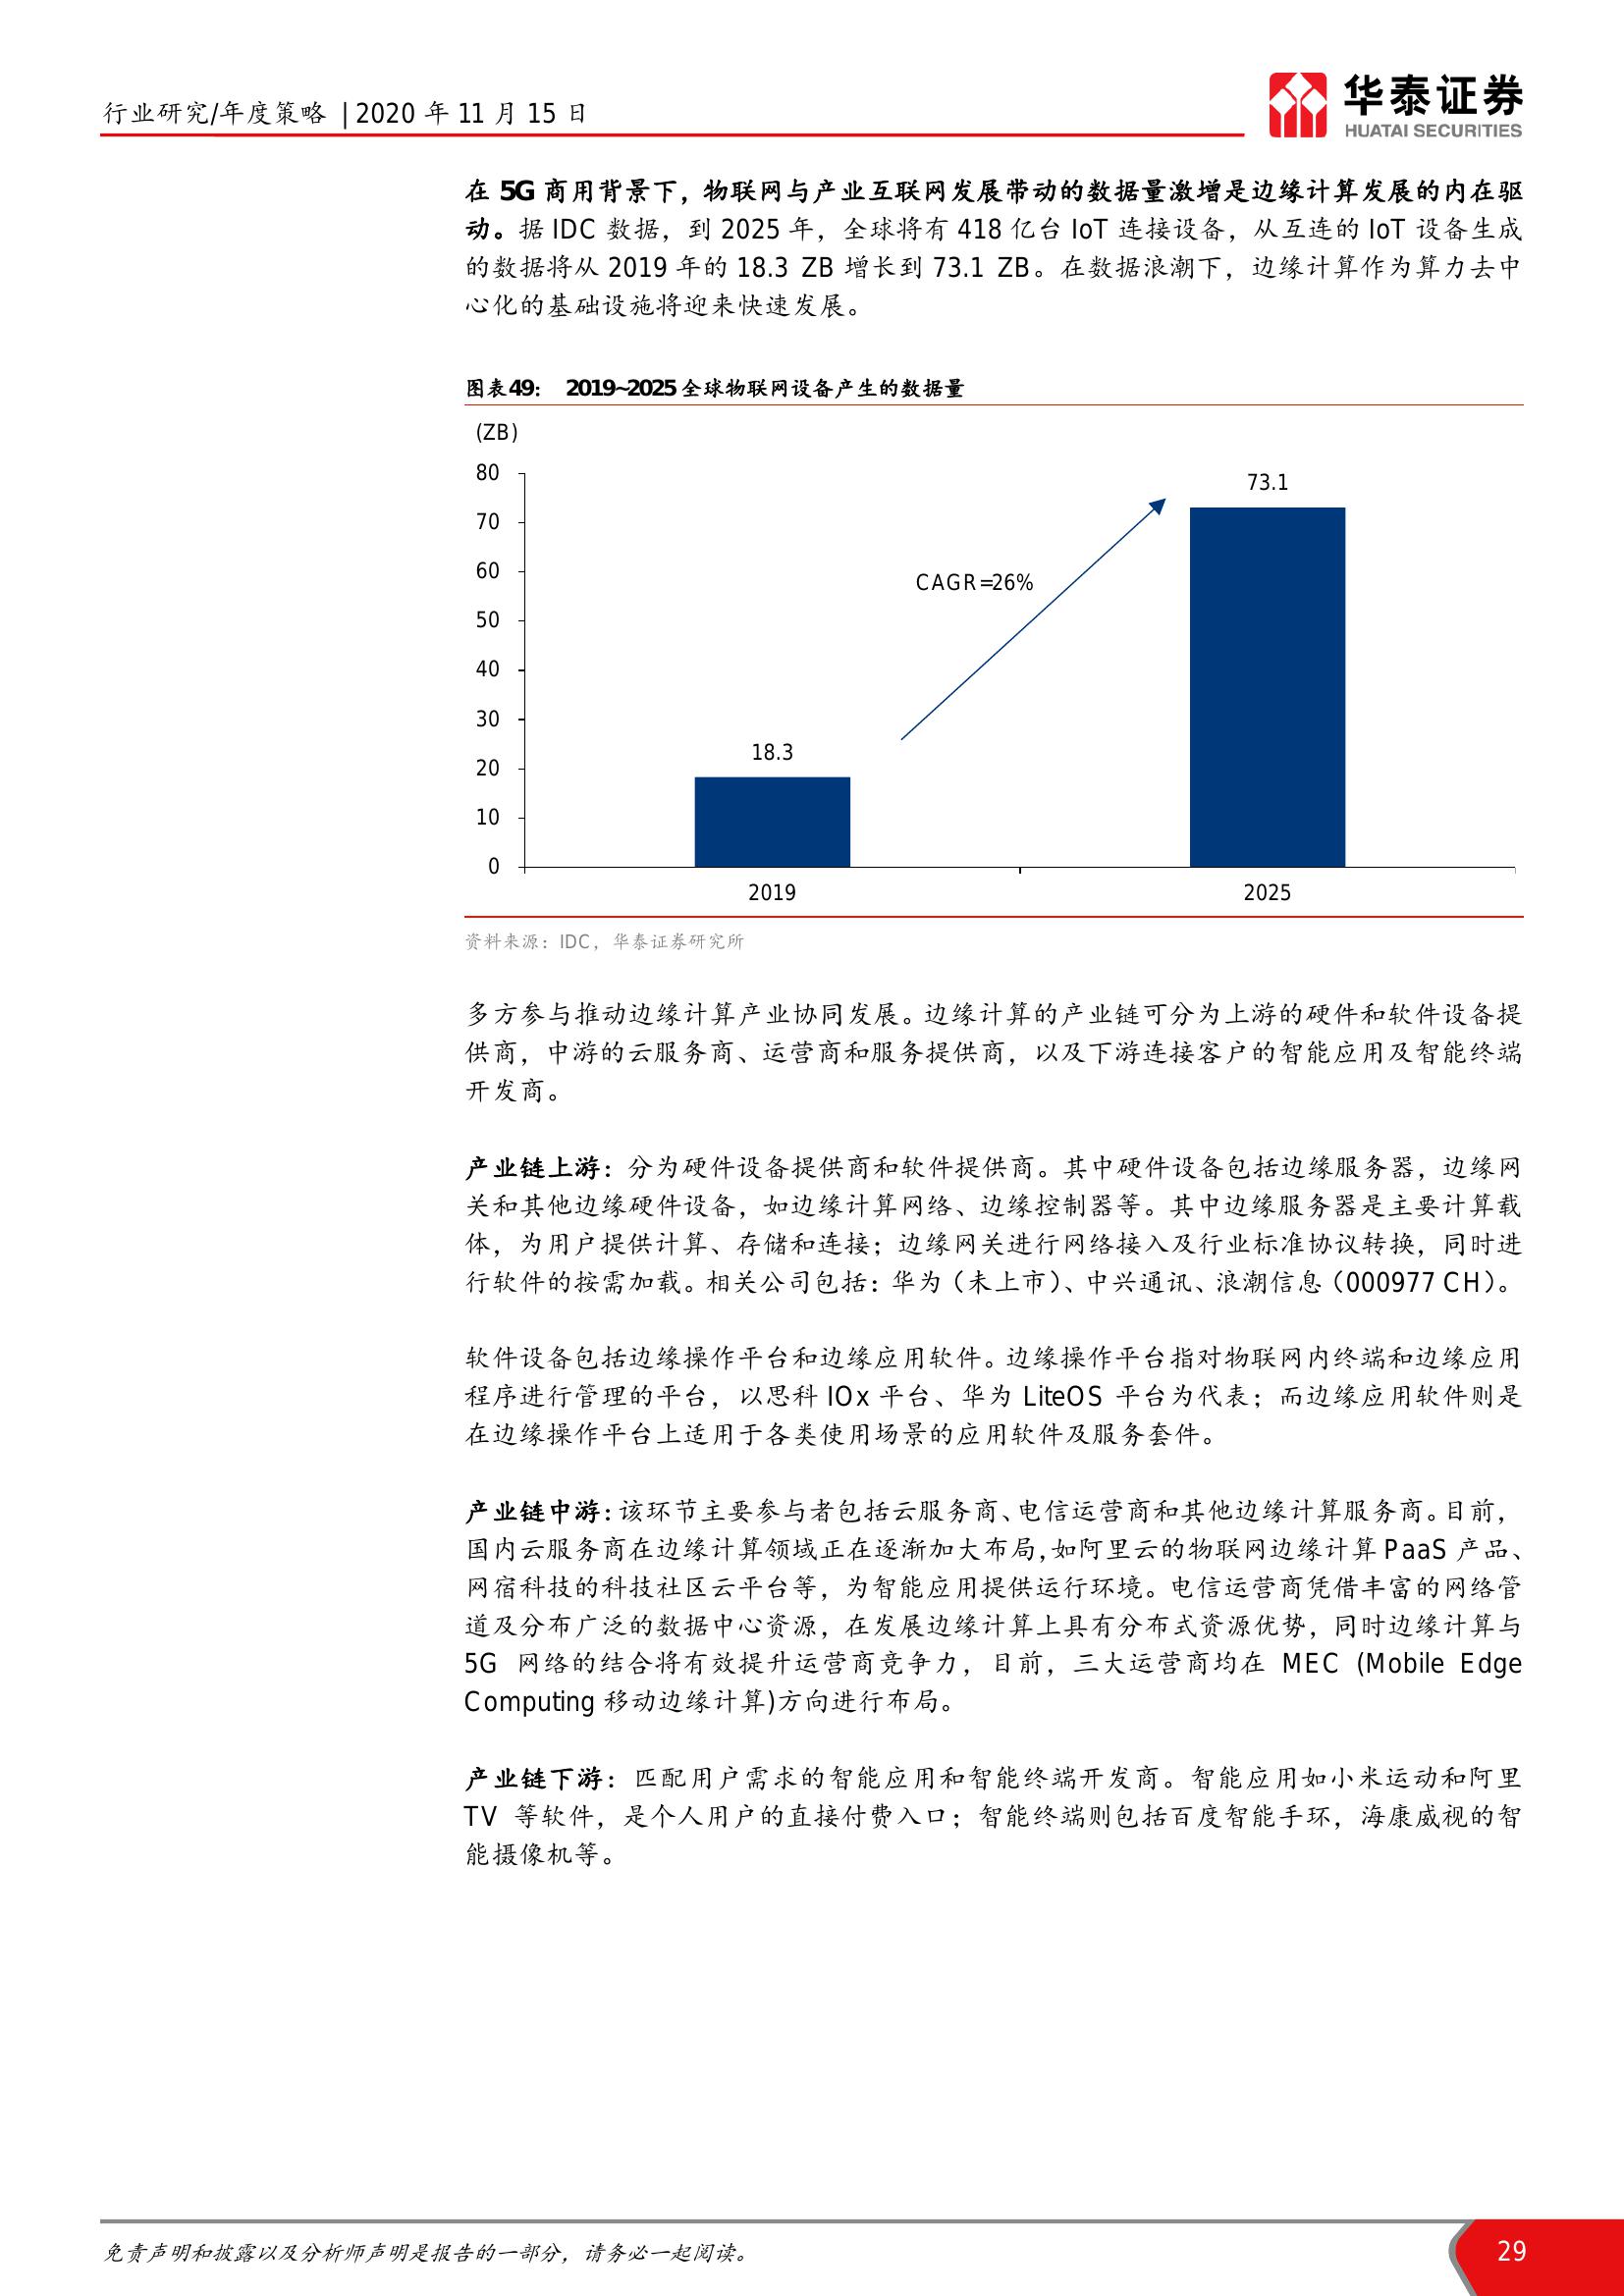 行业研究/年度策略 | 2020 年 11 月 15 日
华泰证券
HUATAI SECURITIES
在 5G 商用背景下，物联网与产业互联网发展带动的数据量激增是边缘计算发展的内在驱
动。据 IDC 数据，到 2025 年，全球将有 418 亿台 IoT 连接设备，从互连的 IoT 设备生成
的数据将从 2019 年的 18.3 ZB 增长到 73.1 ZB。在数据浪潮下，边缘计算作为算力去中
心化的基础设施将迎来快速发展。
图表49： 2019~2025 全球物联网设备产生的数据量
(ZB)
80
70
60
50
40
30
20
10
0
18.3
CAGR=26%
73.1
2019
2025
资料来源：IDC，华泰证券研究所
多方参与推动边缘计算产业协同发展。边缘计算的产业链可分为上游的硬件和软件设备提
供商，中游的云服务商、运营商和服务提供商，以及下游连接客户的智能应用及智能终端
开发商。
产业链上游：分为硬件设备提供商和软件提供商。其中硬件设备包括边缘服务器，边缘网
关和其他边缘硬件设备，如边缘计算网络、边缘控制器等。其中边缘服务器是主要计算载
体，为用户提供计算、存储和连接；边缘网关进行网络接入及行业标准协议转换，同时进
行软件的按需加载。相关公司包括：华为（未上市）、中兴通讯、浪潮信息（000977 CH）。
软件设备包括边缘操作平台和边缘应用软件。边缘操作平台指对物联网内终端和边缘应用
程序进行管理的平台，以思科 IOx 平台、华为 LiteOS 平台为代表；而边缘应用软件则是
在边缘操作平台上适用于各类使用场景的应用软件及服务套件。
产业链中游：该环节主要参与者包括云服务商、电信运营商和其他边缘计算服务商。目前，
国内云服务商在边缘计算领域正在逐渐加大布局，如阿里云的物联网边缘计算 PaaS 产品、
网宿科技的科技社区云平台等，为智能应用提供运行环境。电信运营商凭借丰富的网络管
道及分布广泛的数据中心资源，在发展边缘计算上具有分布式资源优势，同时边缘计算与
5G 网络的结合将有效提升运营商竞争力，目前，三大运营商均在 MEC (Mobile Edge
Computing 移动边缘计算)方向进行布局。
产业链下游：匹配用户需求的智能应用和智能终端开发商。智能应用如小米运动和阿里
TV 等软件，是个人用户的直接付费入口；智能终端则包括百度智能手环，海康威视的智
能摄像机等。
免责声明和披露以及分析师声明是报告的一部分，请务必一起阅读。
29